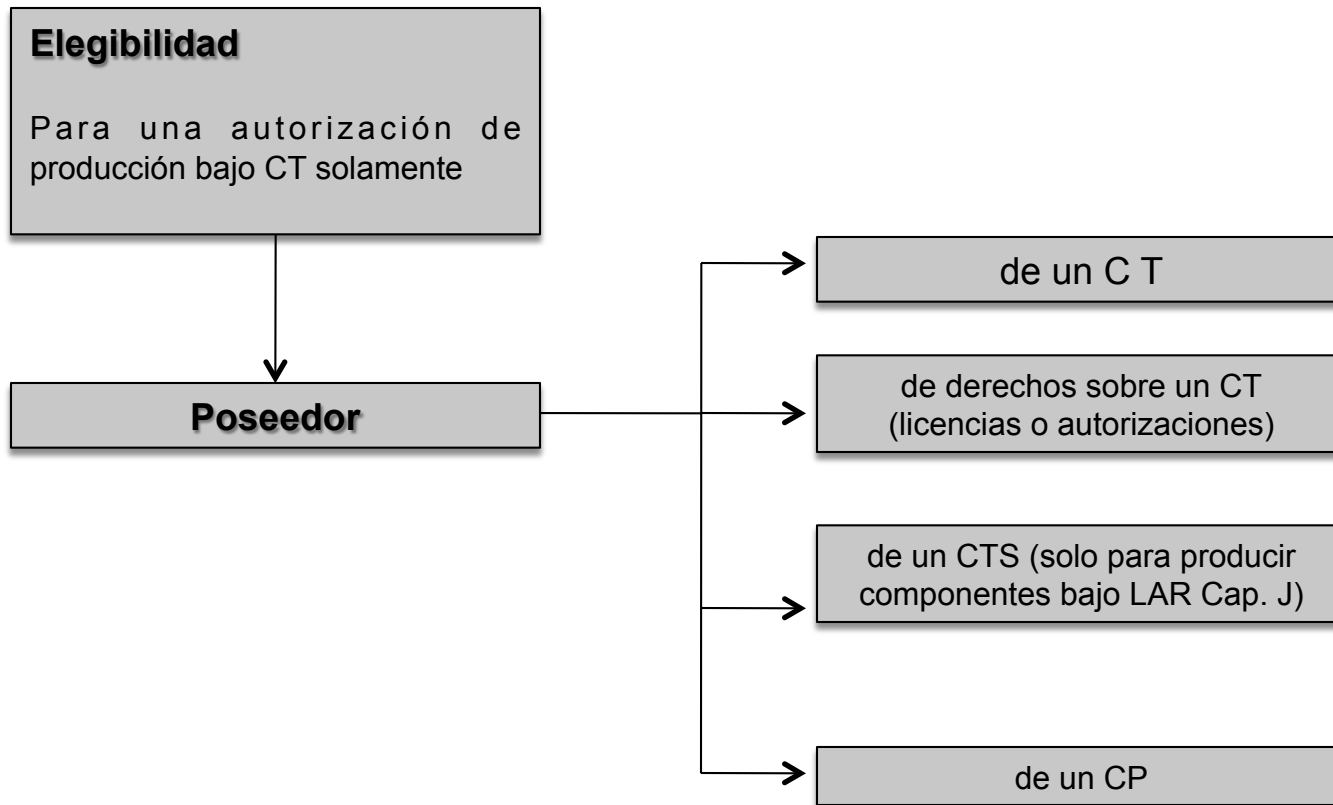 Elegibilidad
Para una autorización de
producción bajo CT solamente
Poseedor
de un C T
de derechos sobre un CT
(licencias o autorizaciones)
de un CTS (solo para producir
componentes bajo LAR Cap. J)
de un CP